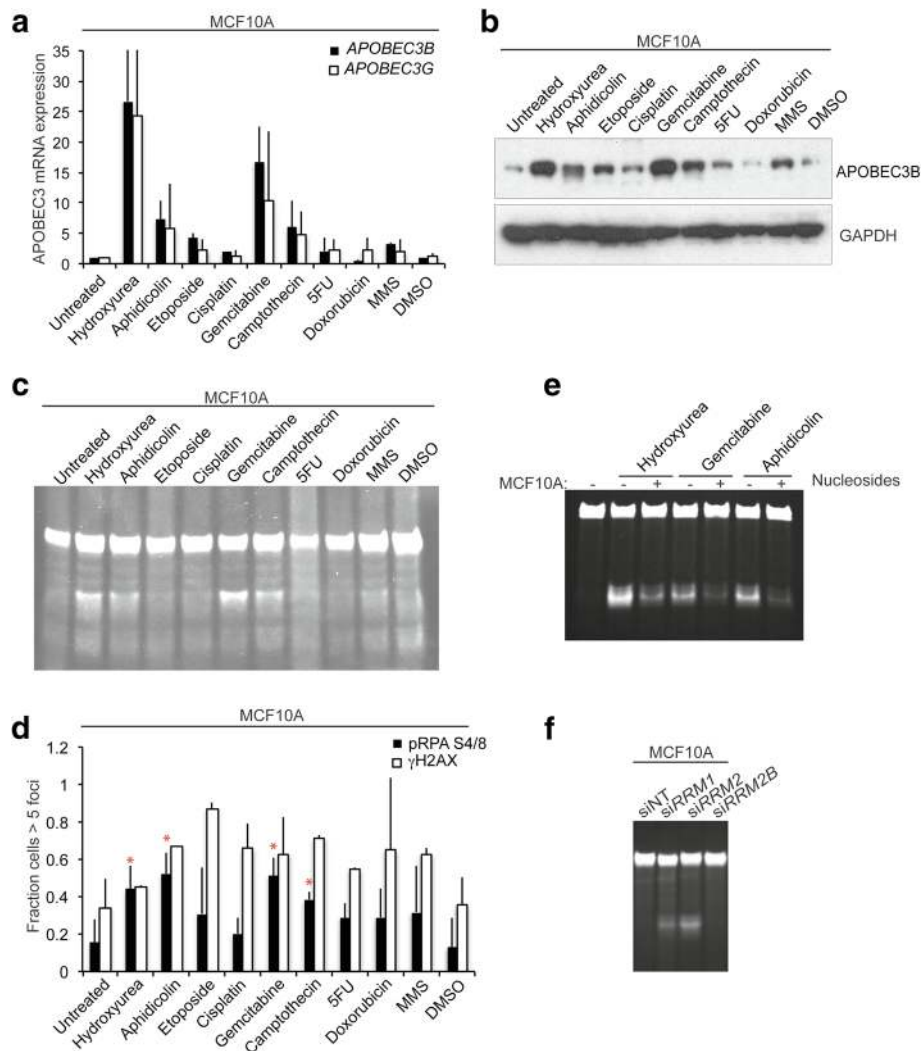 a
MCF10A
APOBEC3 mRNA expression
35
30
25
20
15
10
5
0
APOBEC3B
APOBEC3G
Untreated
Hydroxyurea
Aphidicolin
Etoposide
Cisplatin
Gemcitabine
Camptothecin
5FU
Doxorubicin
MMS
DMSO
b
MCF10A
Untreated
Hydroxyurea
Aphidicolin
Etoposide
Cisplatin
Gemcitabine
Camptothecin
5FU
Doxorubicin
MMS
DMSO
APOBEC3B
GAPDH
c
MCF10A
Untreated
Hydroxyurea
Aphidicolin
Etoposide
Cisplatin
Gemcitabine
Camptothecin
5FU
Doxorubicin
MMS
DMSO
e
Hydroxyurea
Gemcitabine
Aphidicolin
MCF10A: - - + - + - + Nucleosides
d
MCF10A
Fraction cells > 5 foci
1.2
1
0.8
0.6
0.4
0.2
0
pRPA S4/8
γH2AX
* * * *
Untreated
Hydroxyurea
Aphidicolin
Etoposide
Cisplatin
Gemcitabine
Camptothecin
5FU
Doxorubicin
MMS
DMSO
f
MCF10A
siNT
siRRM1
siRRM2
siRRM2B